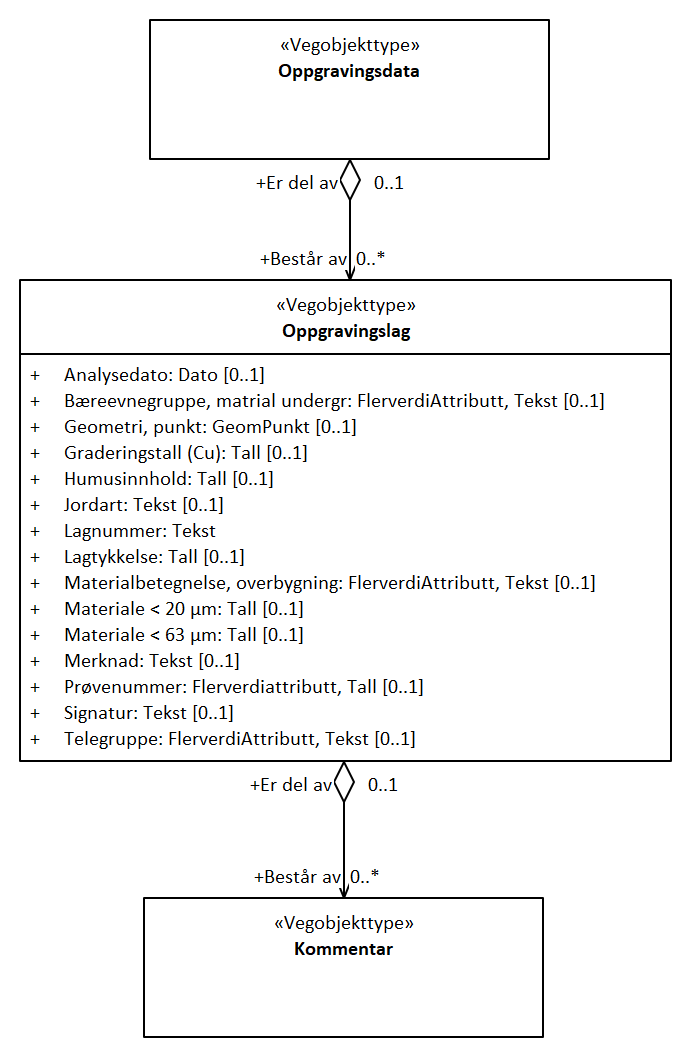 «Vegobjekttype»
Oppgravingsdata
+Er del av 0..1
+Består av 0..*
«Vegobjekttype»
Oppgravingslag
+ Analysedato: Dato [0..1]
+ Bæreevnegruppe, matrial undergr: FlerverdiAttributt, Tekst [0..1]
+ Geometri, punkt: GeomPunkt [0..1]
+ Graderingstall (Cu): Tall [0..1]
+ Humusinnhold: Tall [0..1]
+ Jordart: Tekst [0..1]
+ Lagnummer: Tekst
+ Lagtykkelse: Tall [0..1]
+ Materialbetegnelse, overbygning: FlerverdiAttributt, Tekst [0..1]
+ Materiale < 20 µm: Tall [0..1]
+ Materiale < 63 µm: Tall [0..1]
+ Merknad: Tekst [0..1]
+ Prøvenummer: Flerverdiattributt, Tall [0..1]
+ Signatur: Tekst [0..1]
+ Telegruppe: FlerverdiAttributt, Tekst [0..1]
+Er del av 0..1
+Består av 0..*
«Vegobjekttype»
Kommentar